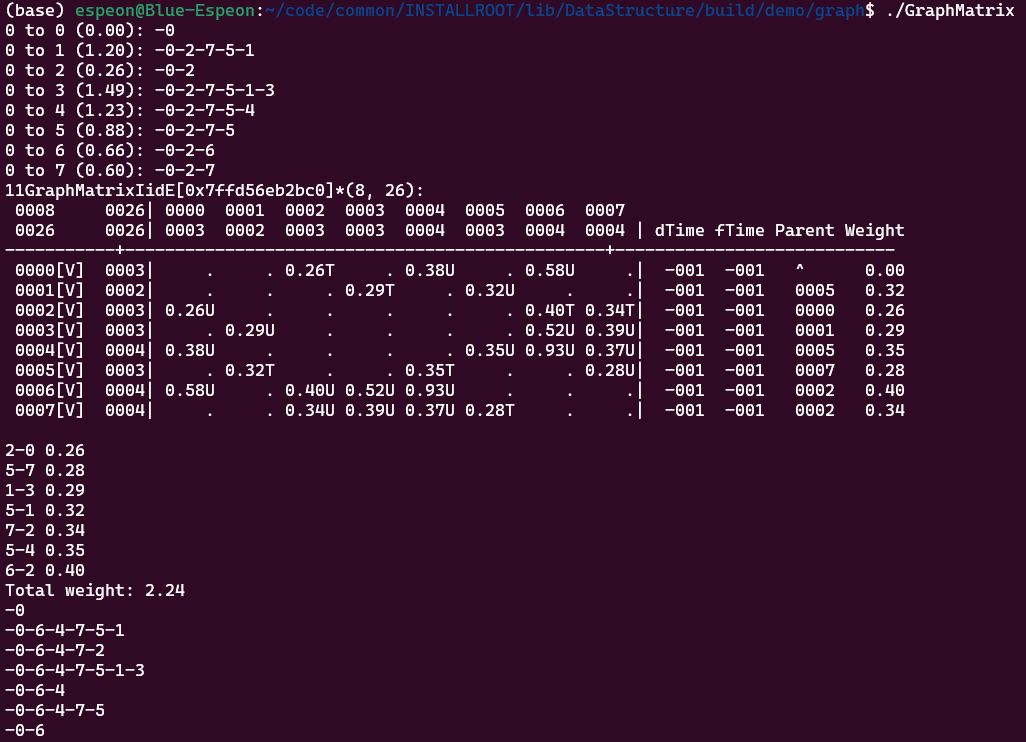 (base) espeon@Blue-Espeon:~/code/common/INSTALLROOT/lib/DataStructure/build/demo/graph$ ./GraphMatrix
0 to 0 (0.00): -0
0 to 1 (1.20): -0-2-7-5-1
0 to 2 (0.26): -0-2
0 to 3 (1.49): -0-2-7-5-1-3
0 to 4 (1.23): -0-2-7-5-4
0 to 5 (0.88): -0-2-7-5
0 to 6 (0.66): -0-2-6
0 to 7 (0.60): -0-2-7
11GraphMatrixIidE[0x7ffd56eb2bc0]*(8, 26):
 0008     0026| 0000  0001  0002  0003  0004  0005  0006  0007
 0026     0026| 0003  0002  0003  0003  0004  0003  0004  0004 | dTime fTime Parent Weight
-----------+------------------------------------------------+----------------------------
 0000[V]  0003|     .     . 0.26T     . 0.38U     . 0.58U     .|  -001  -001   ^      0.00
 0001[V]  0002|     .     .     . 0.29T     . 0.32U     .     .|  -001  -001   0005   0.32
 0002[V]  0003| 0.26U     .     .     .     .     . 0.40T 0.34T|  -001  -001   0000   0.26
 0003[V]  0003|     . 0.29U     .     .     .     . 0.52U 0.39U|  -001  -001   0001   0.29
 0004[V]  0004| 0.38U     .     .     .     . 0.35U 0.93U 0.37U|  -001  -001   0005   0.35
 0005[V]  0003|     . 0.32T     .     . 0.35T     .     . 0.28U|  -001  -001   0007   0.28
 0006[V]  0004| 0.58U     . 0.40U 0.52U 0.93U     .     .     .|  -001  -001   0002   0.40
 0007[V]  0004|     .     . 0.34U 0.39U 0.37U 0.28T     .     .|  -001  -001   0002   0.34
2-0 0.26
5-7 0.28
1-3 0.29
5-1 0.32
7-2 0.34
5-4 0.35
6-2 0.40
Total weight: 2.24
-0
-0-6-4-7-5-1
-0-6-4-7-2
-0-6-4-7-5-1-3
-0-6-4
-0-6-4-7-5
-0-6